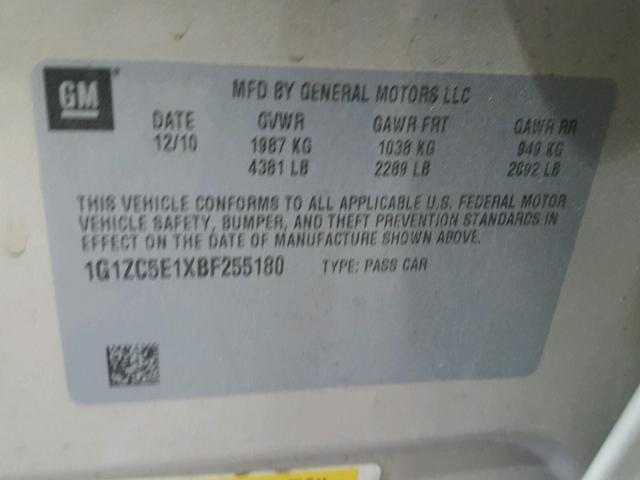 GM
MFD BY GENERAL MOTORS LLC
DATE GVWR GAWR FRT GAWR RR
12/10 1987 KG 1038 KG 949 KG
4381 LB 2289 LB 2092 LB
THIS VEHICLE CONFORMS TO ALL APPLICABLE U.S. FEDERAL MOTOR
VEHICLE SAFETY, BUMPER, AND THEFT PREVENTION STANDARDS IN
EFFECT ON THE DATE OF MANUFACTURE SHOWN ABOVE.
1G1ZC5E1XBF255180 TYPE: PASS CAR